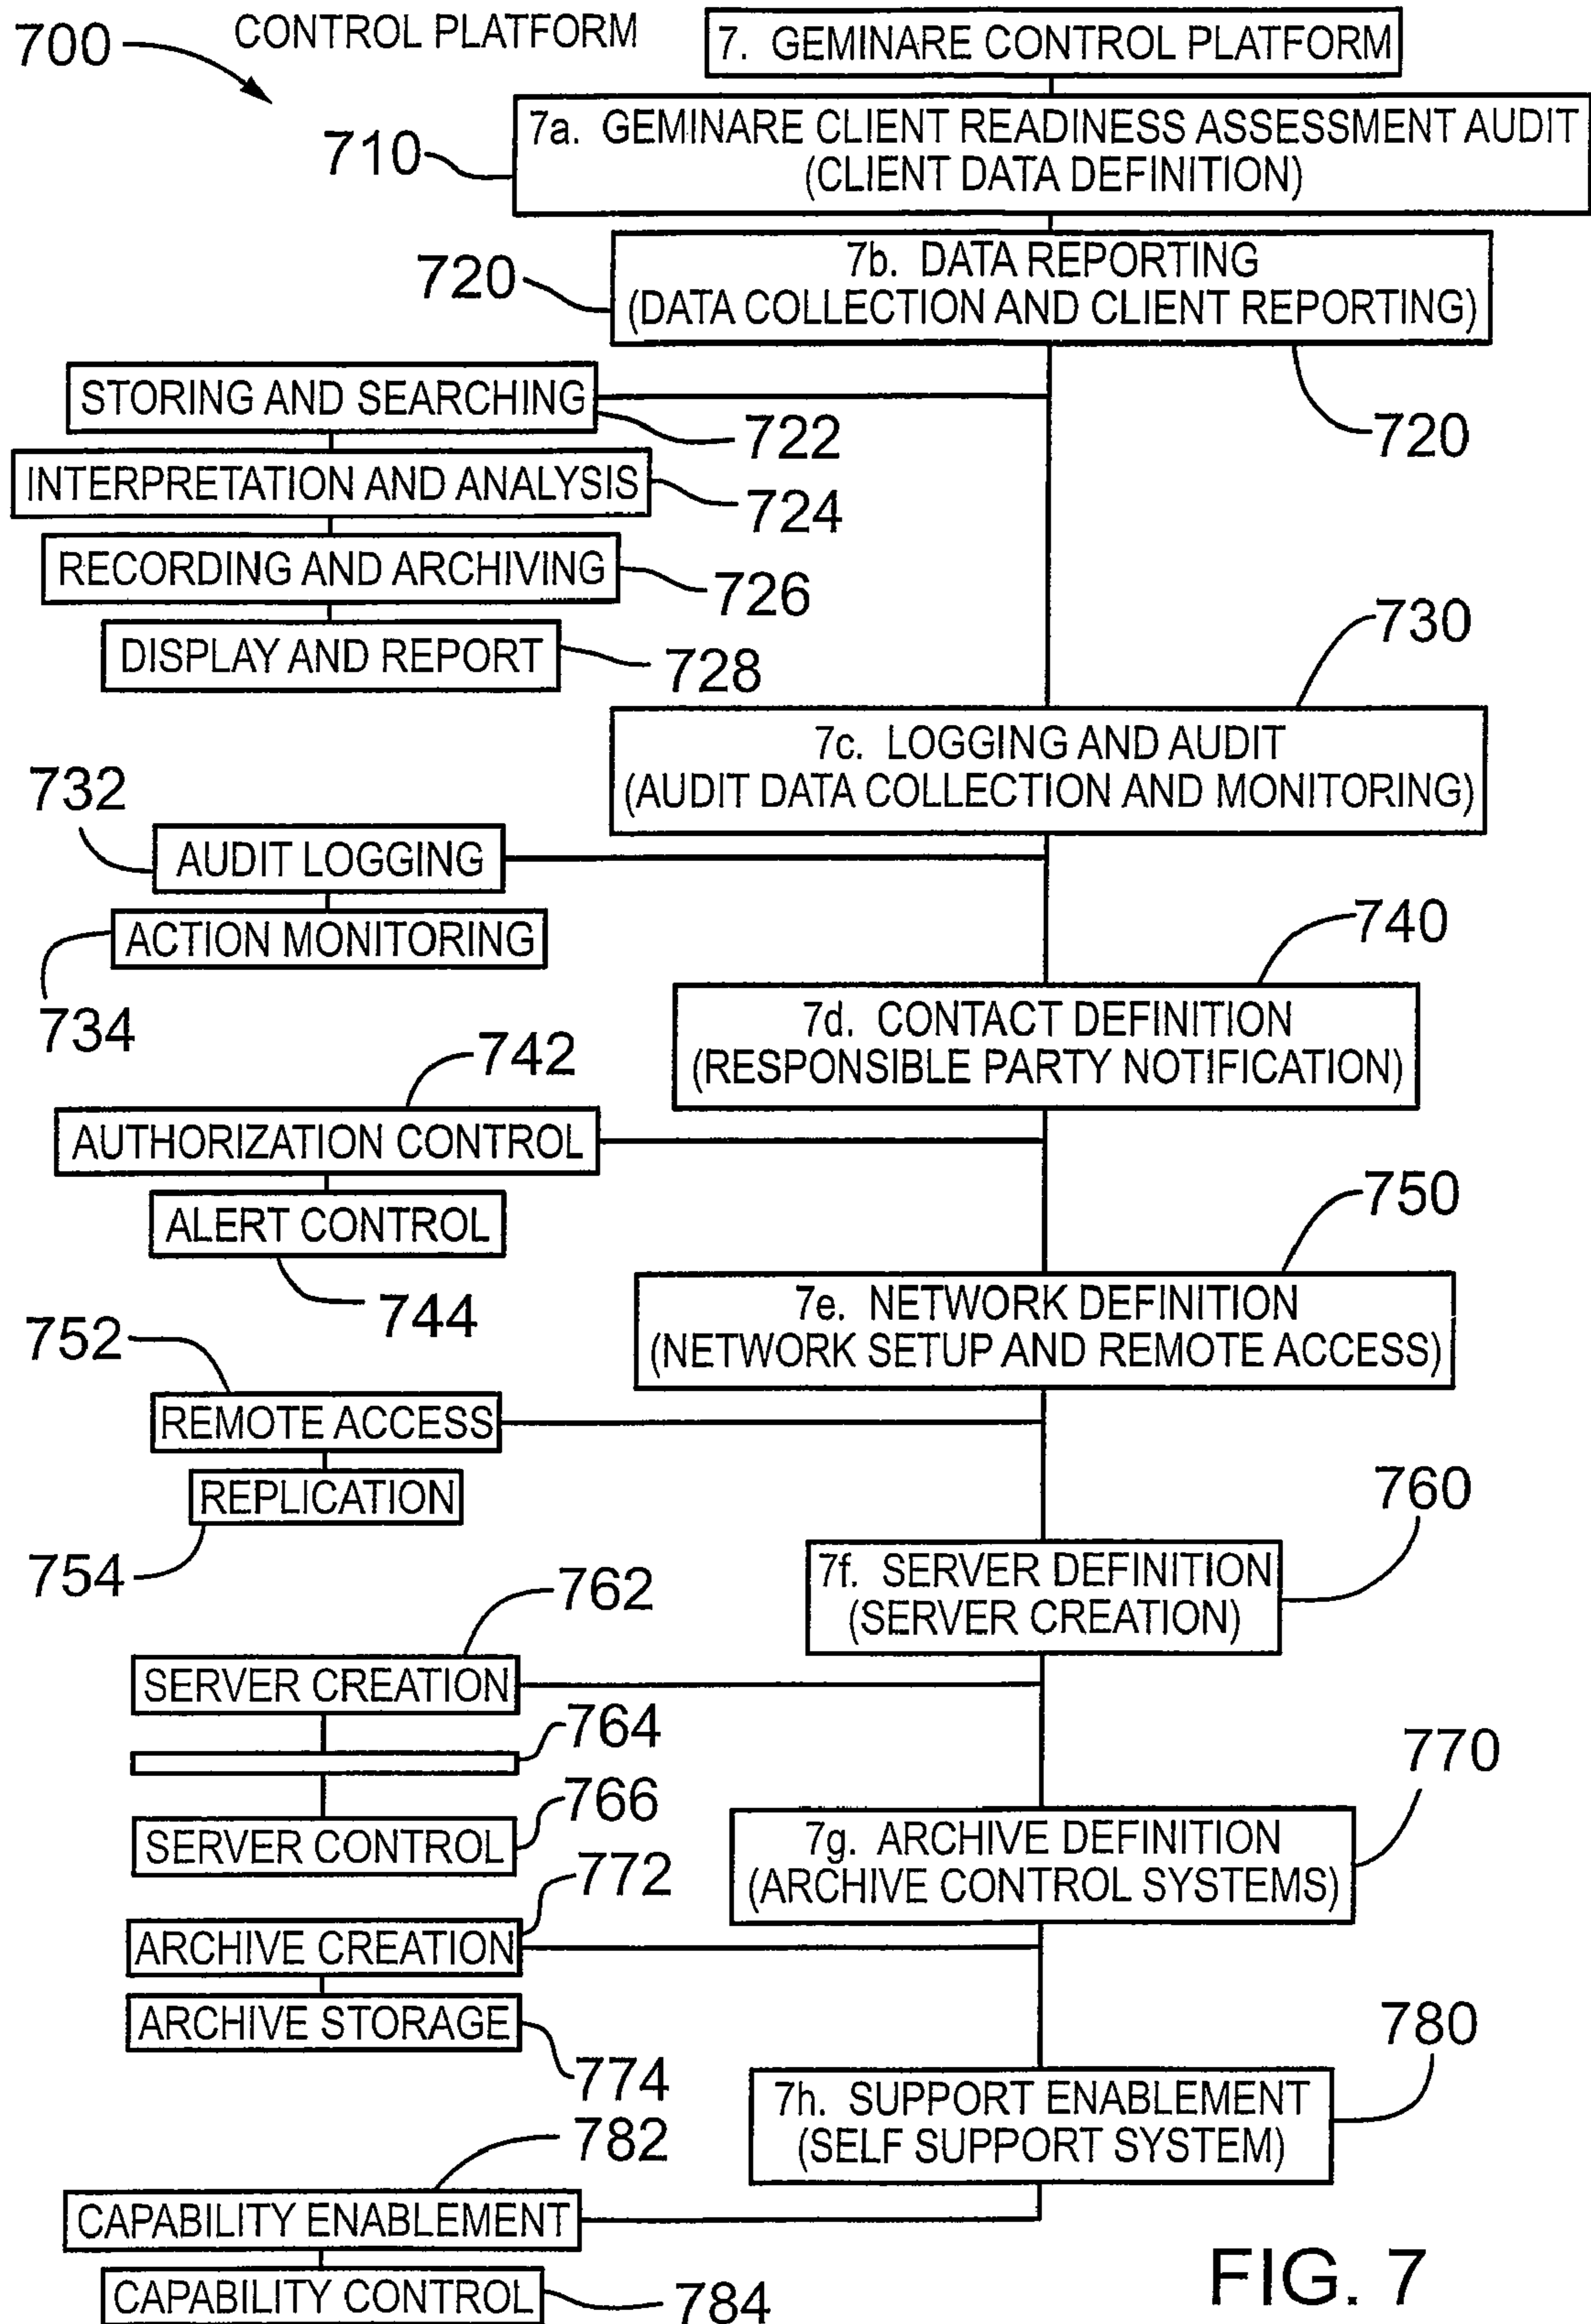 700
CONTROL PLATFORM
7. GEMINARE CONTROL PLATFORM
710
7a. GEMINARE CLIENT READINESS ASSESSMENT AUDIT
(CLIENT DATA DEFINITION)
720
7b. DATA REPORTING
(DATA COLLECTION AND CLIENT REPORTING)
720
STORING AND SEARCHING
722
INTERPRETATION AND ANALYSIS
724
RECORDING AND ARCHIVING
726
DISPLAY AND REPORT
728
730
7c. LOGGING AND AUDIT
(AUDIT DATA COLLECTION AND MONITORING)
732
AUDIT LOGGING
ACTION MONITORING
734
740
7d. CONTACT DEFINITION
(RESPONSIBLE PARTY NOTIFICATION)
742
AUTHORIZATION CONTROL
ALERT CONTROL
744
750
7e. NETWORK DEFINITION
(NETWORK SETUP AND REMOTE ACCESS)
752
REMOTE ACCESS
REPLICATION
754
760
7f. SERVER DEFINITION
(SERVER CREATION)
762
SERVER CREATION
764
766
SERVER CONTROL
770
7g. ARCHIVE DEFINITION
(ARCHIVE CONTROL SYSTEMS)
772
ARCHIVE CREATION
ARCHIVE STORAGE
774
780
7h. SUPPORT ENABLEMENT
(SELF SUPPORT SYSTEM)
782
CAPABILITY ENABLEMENT
CAPABILITY CONTROL
784
FIG. 7